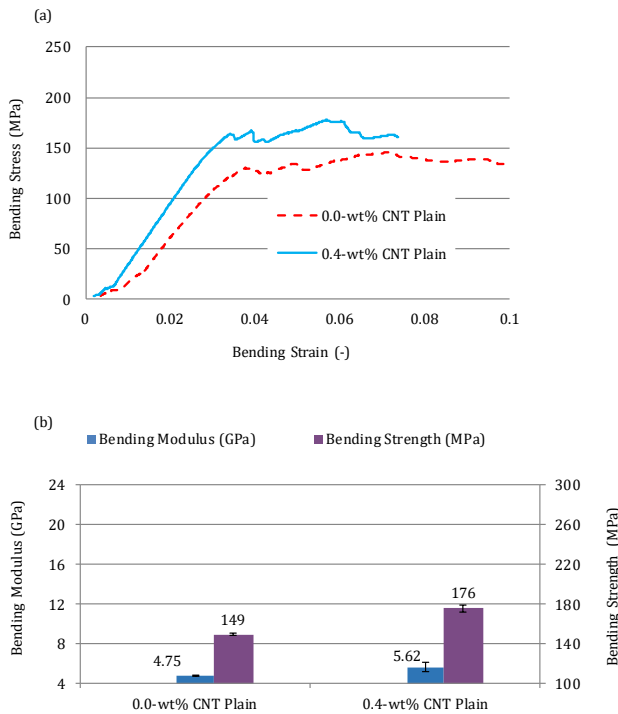 (a)
250
200
150
100
50
0
Bending Stress (MPa)
0.0-wt% CNT Plain
0.4-wt% CNT Plain
0 0.02 0.04 0.06 0.08 0.1
Bending Strain (-)
(b)
Bending Modulus (GPa) Bending Strength (MPa)
24 300
20 260
16 220
12 180
8 140
4 100
Bending Modulus (GPa)
Bending Strength (MPa)
4.75 149 5.62 176
0.0-wt% CNT Plain 0.4-wt% CNT Plain